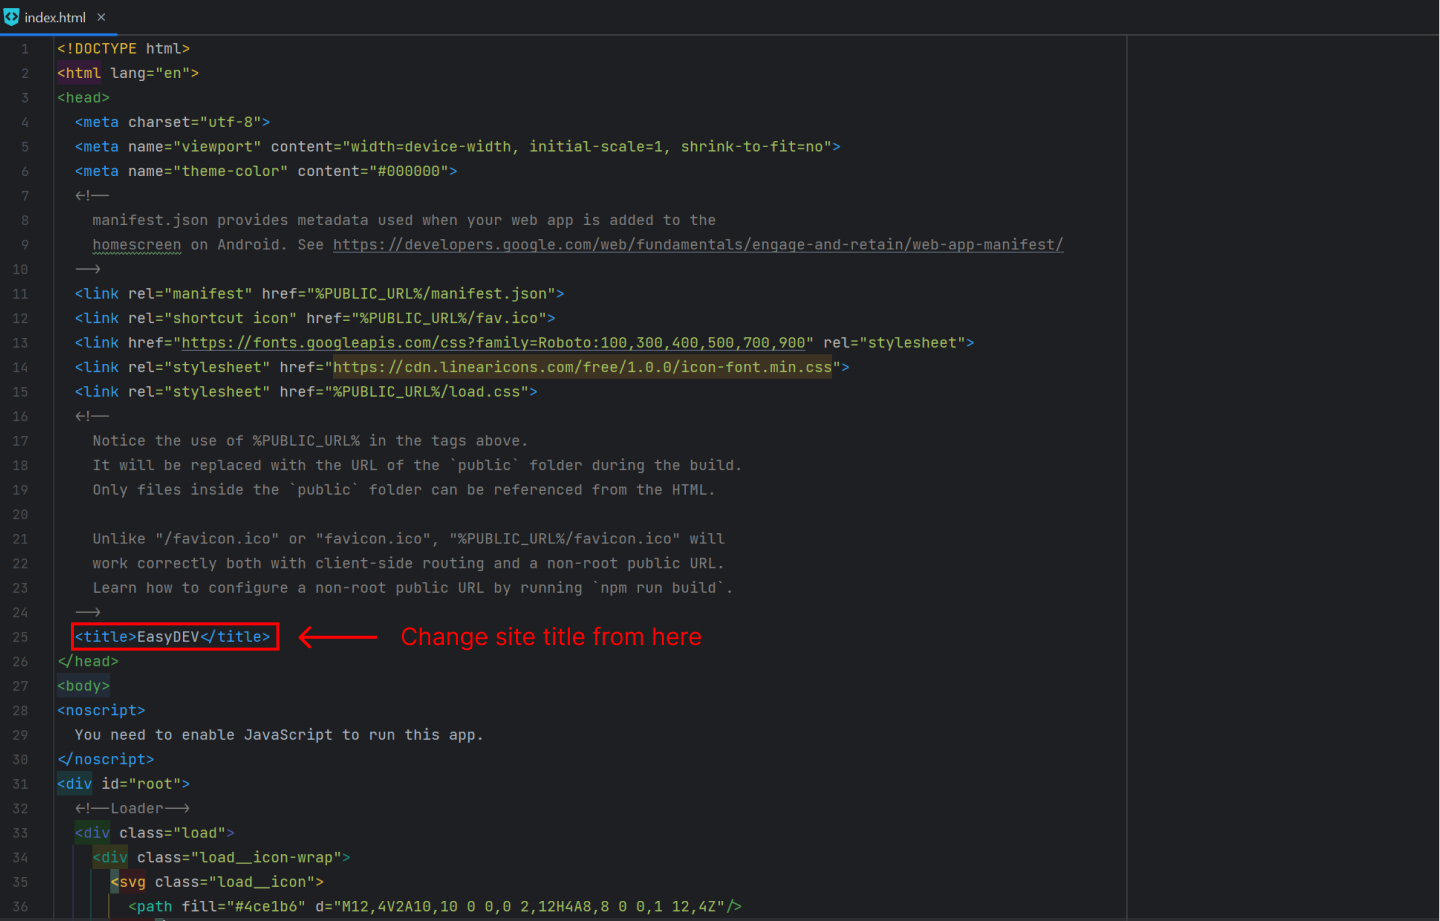 index.html ×
1 <!DOCTYPE html>
2 <html lang="en">
3 <head>
4 <meta charset="utf-8">
5 <meta name="viewport" content="width=device-width, initial-scale=1, shrink-to-fit=no">
6 <meta name="theme-color" content="#000000">
7 <!--
8 manifest.json provides metadata used when your web app is added to the
9 homescreen on Android. See https://developers.google.com/web/fundamentals/engage-and-retain/web-app-manifest/
10 -->
11 <link rel="manifest" href="%PUBLIC_URL%/manifest.json">
12 <link rel="shortcut icon" href="%PUBLIC_URL%/fav.ico">
13 <link href="https://fonts.googleapis.com/css?family=Roboto:100,300,400,500,700,900" rel="stylesheet">
14 <link rel="stylesheet" href="https://cdn.linearicons.com/free/1.0.0/icon-font.min.css">
15 <link rel="stylesheet" href="%PUBLIC_URL%/load.css">
16 <!--
17 Notice the use of %PUBLIC_URL% in the tags above.
18 It will be replaced with the URL of the `public` folder during the build.
19 Only files inside the `public` folder can be referenced from the HTML.
20
21 Unlike "/favicon.ico" or "favicon.ico", "%PUBLIC_URL%/favicon.ico" will
22 work correctly both with client-side routing and a non-root public URL.
23 Learn how to configure a non-root public URL by running `npm run build`.
24 -->
25 <title>EasyDEV</title> Change site title from here
26 </head>
27 <body>
28 <noscript>
29 You need to enable JavaScript to run this app.
30 </noscript>
31 <div id="root">
32 <!--Loader-->
33 <div class="load">
34 <div class="load__icon-wrap">
35 <svg class="load__icon">
36 <path fill="#4ce1b6" d="M12,4V2A10,10 0 0,0 2,12H4A8,8 0 0,1 12,4Z"/>